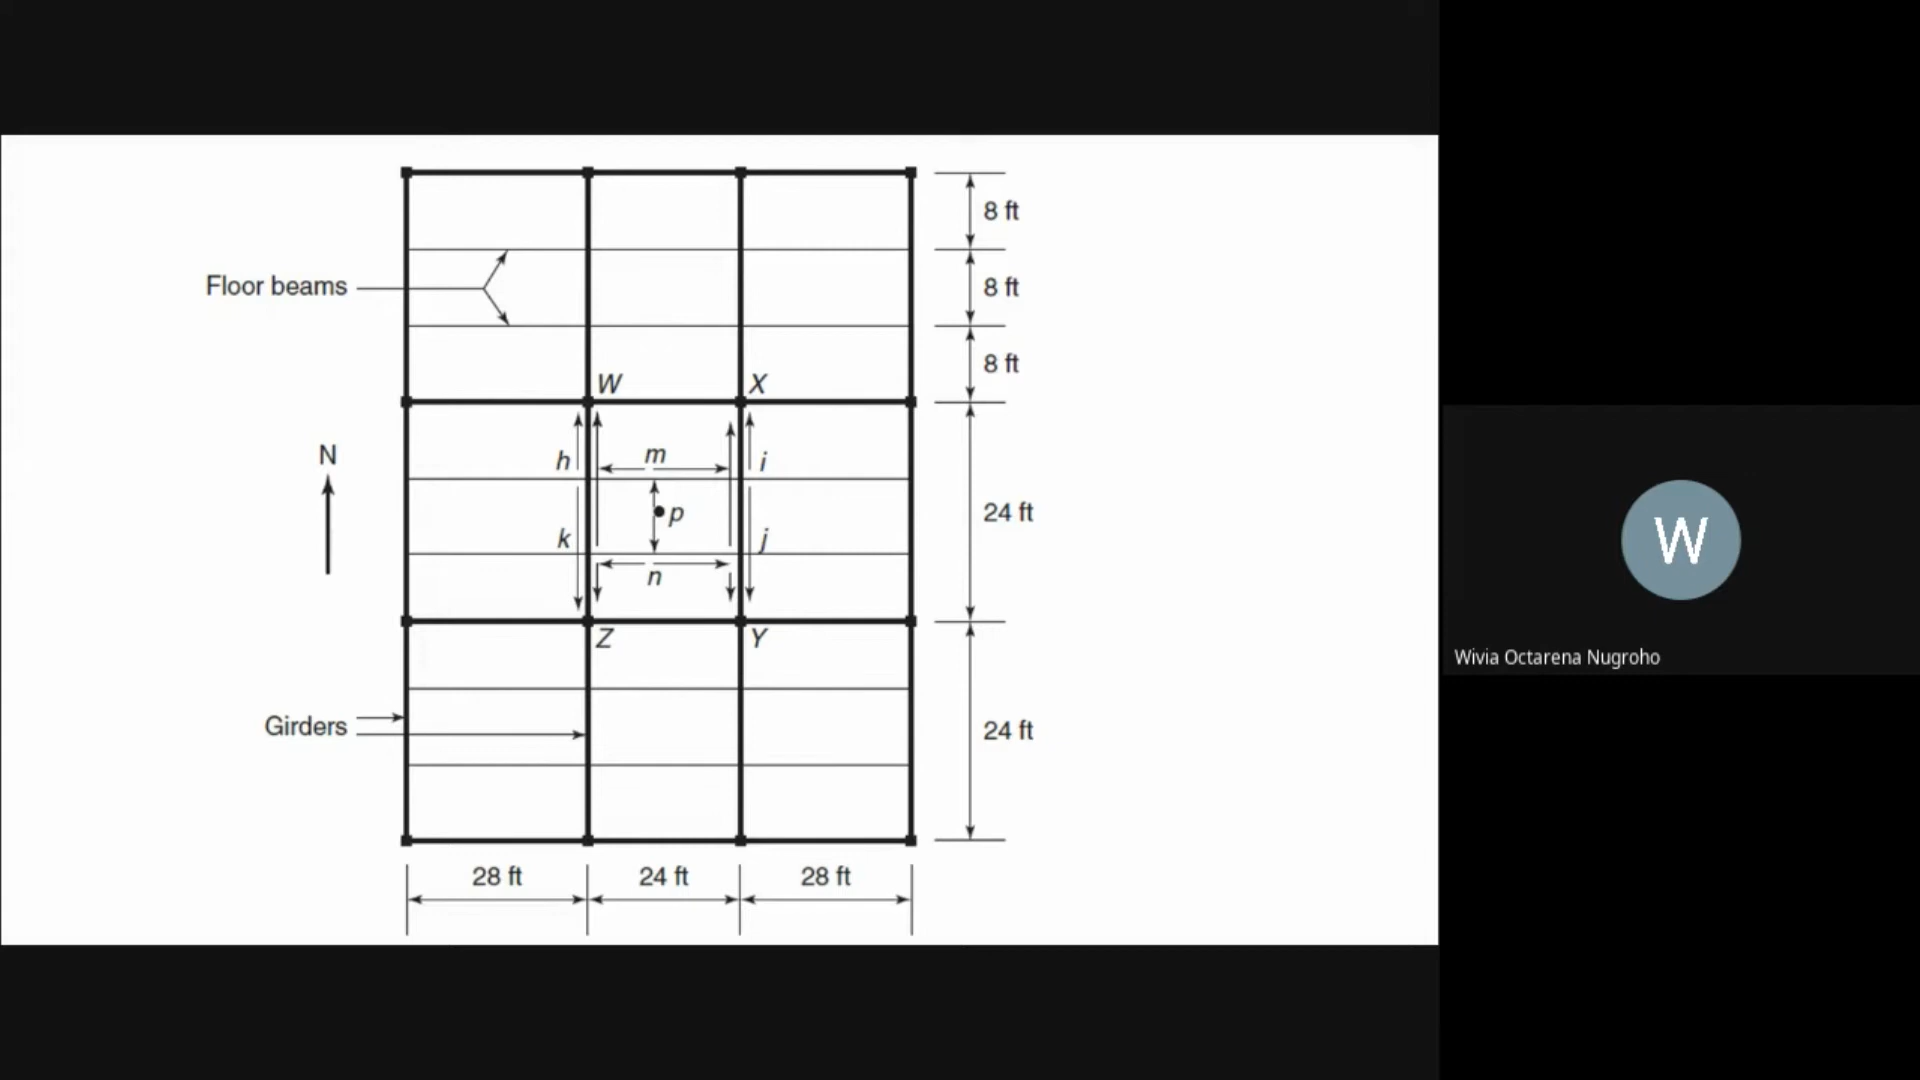 8 ft
Floor beams
8 ft
8 ft
W
X
N
h
m
i
p
24 ft
k
j
n
Z
Y
Girders
24 ft
28 ft
24 ft
28 ft
W
Wivia Octarena Nugroho